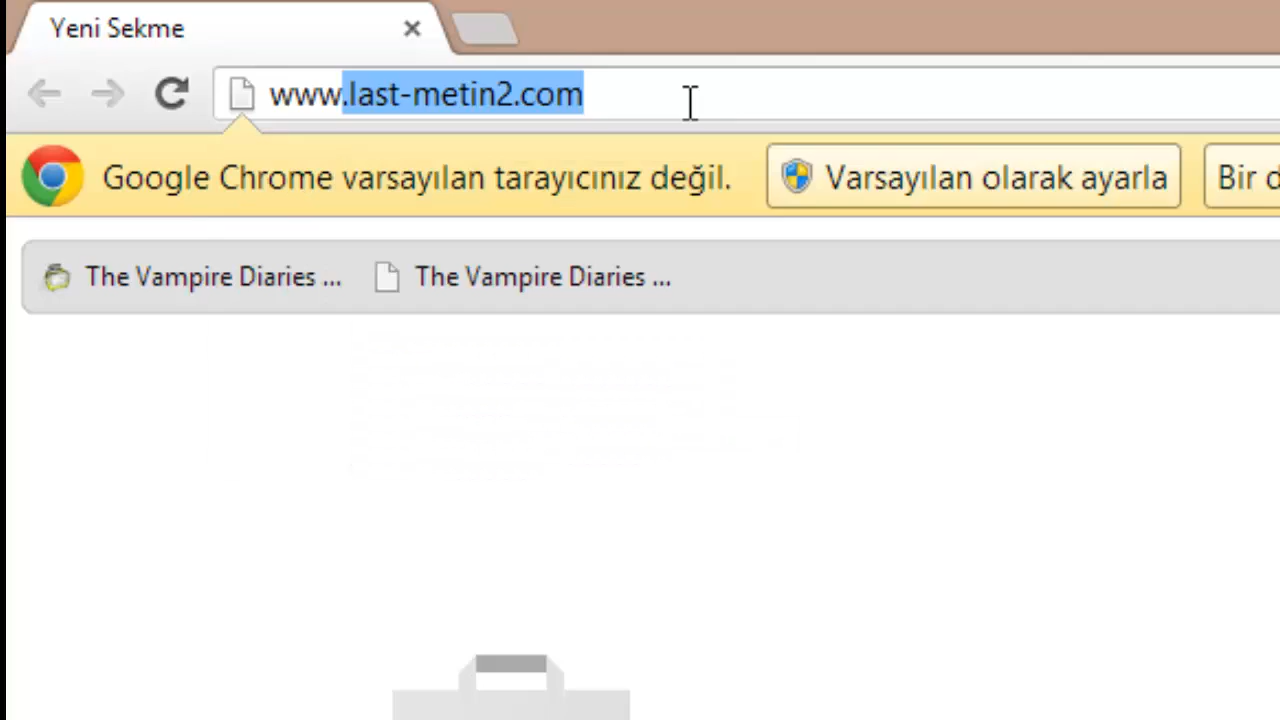 Yeni Sekme
www.last-metin2.com
Google Chrome varsayılan tarayıcınız değil. Varsayılan olarak ayarla Bir d
The Vampire Diaries ... The Vampire Diaries ...